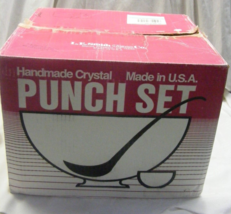 Handmade Crystal Made in U.S.A.
PUNCH SET